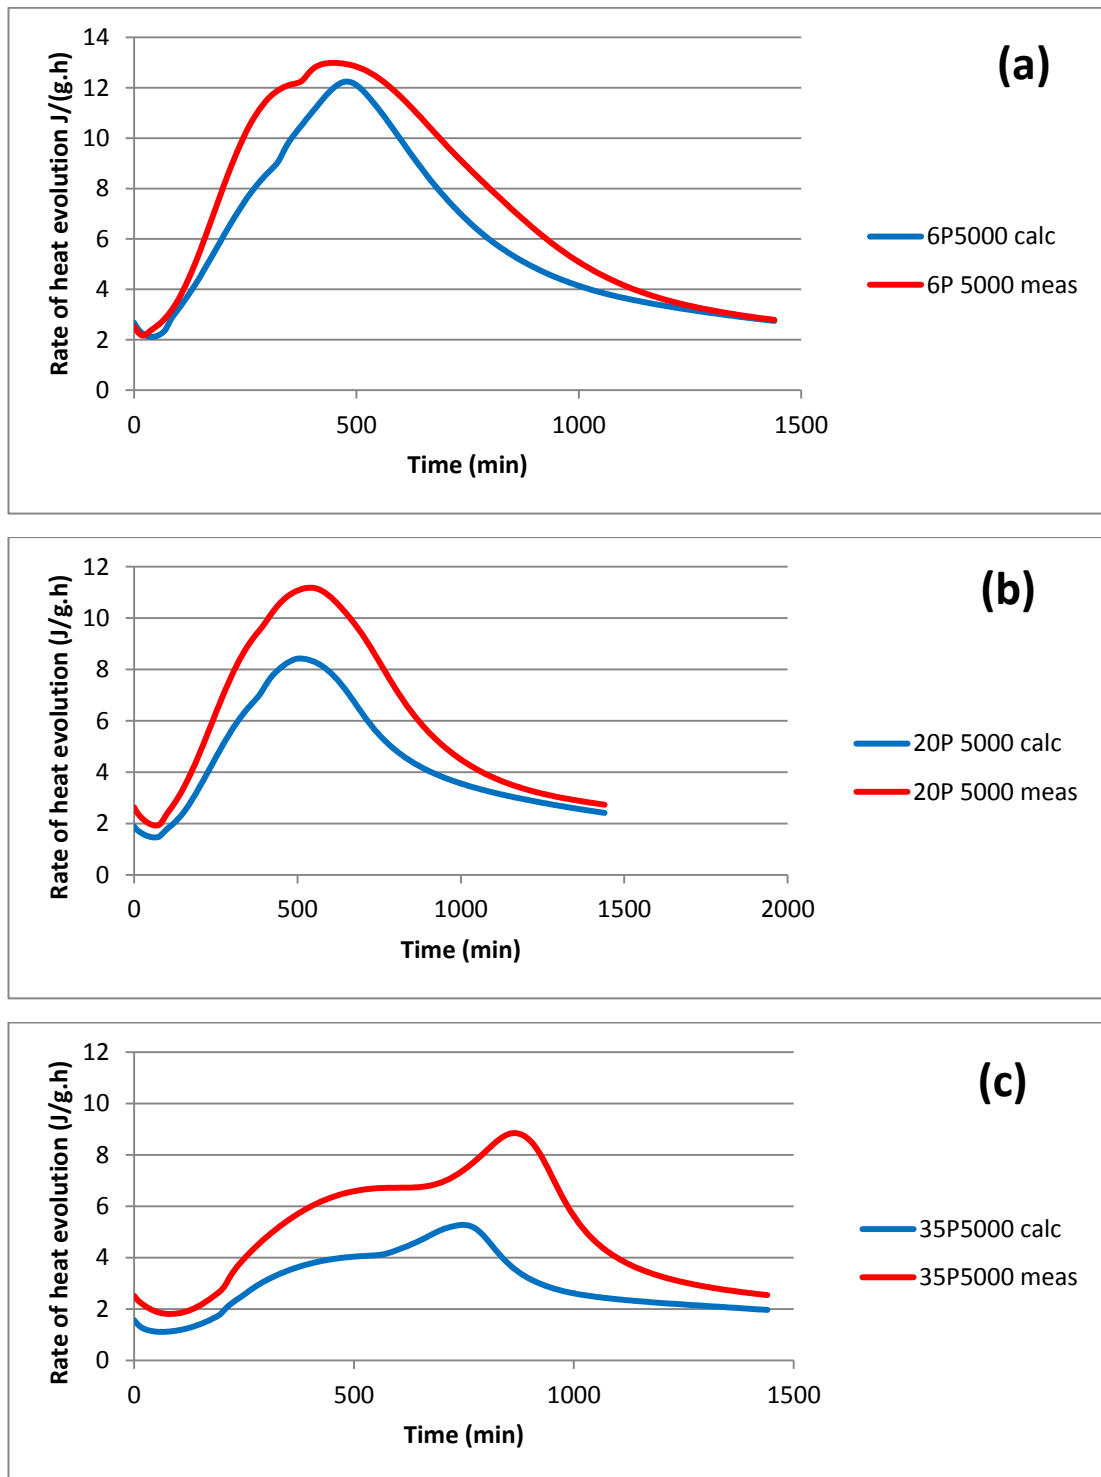 (a)
Rate of heat evolution J/(g.h)
14
12
10
8
6
4
2
0
0 500 1000 1500
Time (min)
6P5000 calc
6P 5000 meas
(b)
Rate of heat evolution (J/g.h)
12
10
8
6
4
2
0
0 500 1000 1500 2000
Time (min)
20P 5000 calc
20P 5000 meas
(c)
Rate of heat evolution (J/g.h)
12
10
8
6
4
2
0
0 500 1000 1500
Time (min)
35P5000 calc
35P5000 meas